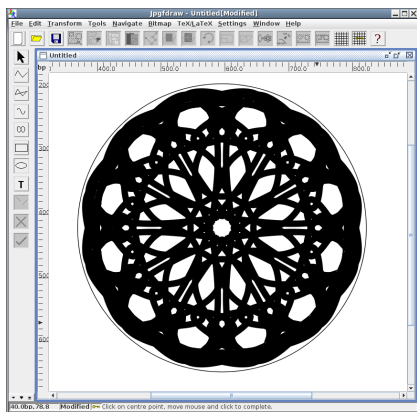 Jpgfdraw - Untitled[Modified]
File Edit Transform Tools Navigate Bitmap TeX/LaTeX Settings Window Help
?
Untitled
bp 400.0 500.0 600.0 700.0 800.0
T
40.0bp,78.8 Modified Click on centre point, move mouse and click to complete.